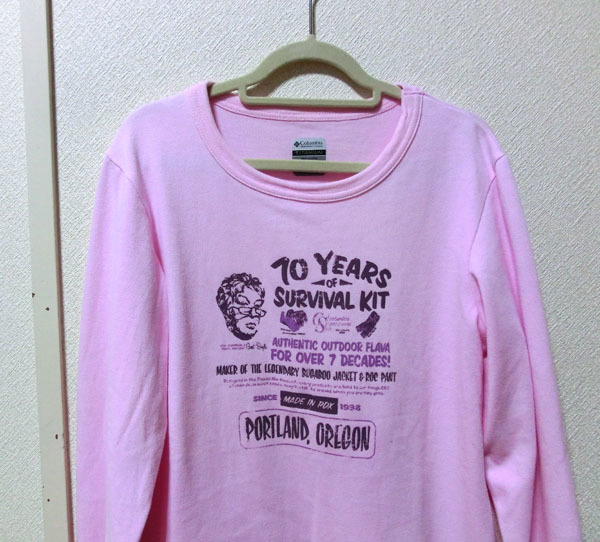 Columbia
70 YEARS
OF
SURVIVAL KIT
AUTHENTIC OUTDOOR FLAVA
FOR OVER 7 DECADES!
MAKER OF THE LEGENDARY BUGABOO JACKET & ROC PANT
SINCE MADE IN PDX 1938
PORTLAND, OREGON